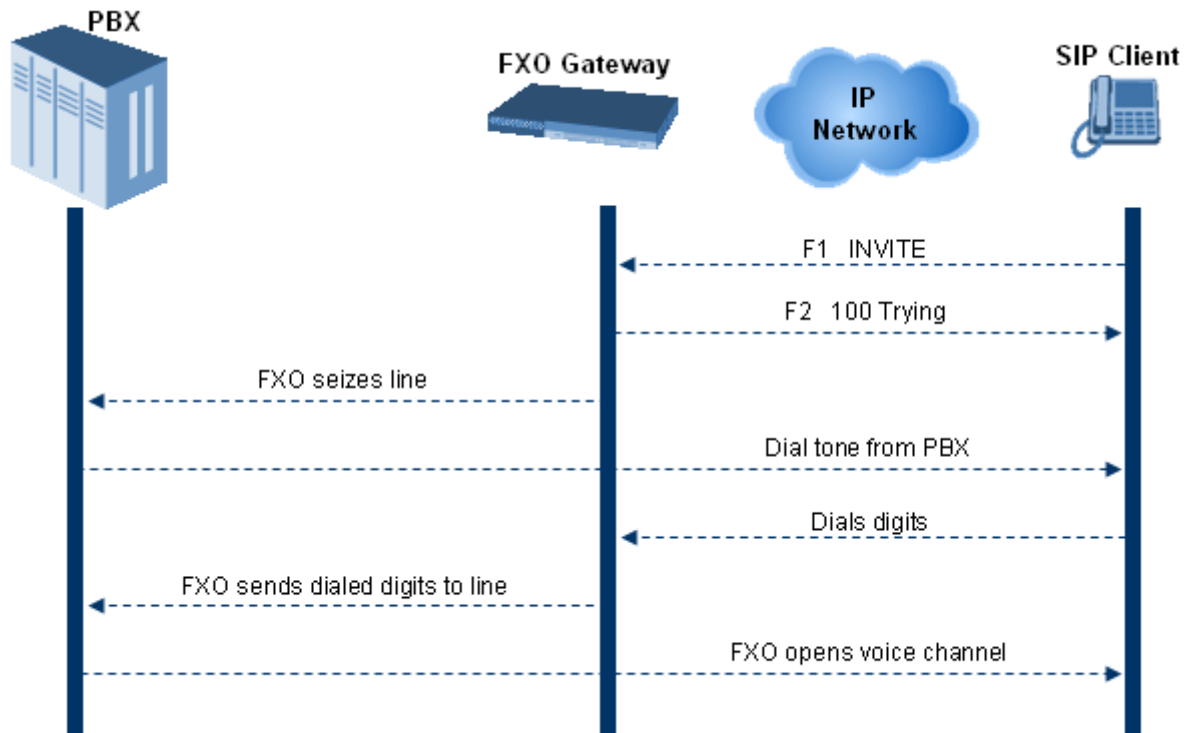 PBX
FXO Gateway
IP
Network
SIP Client
F1 INVITE
F2 100 Trying
FXO seizes line
Dial tone from PBX
Dials digits
FXO sends dialed digits to line
FXO opens voice channel